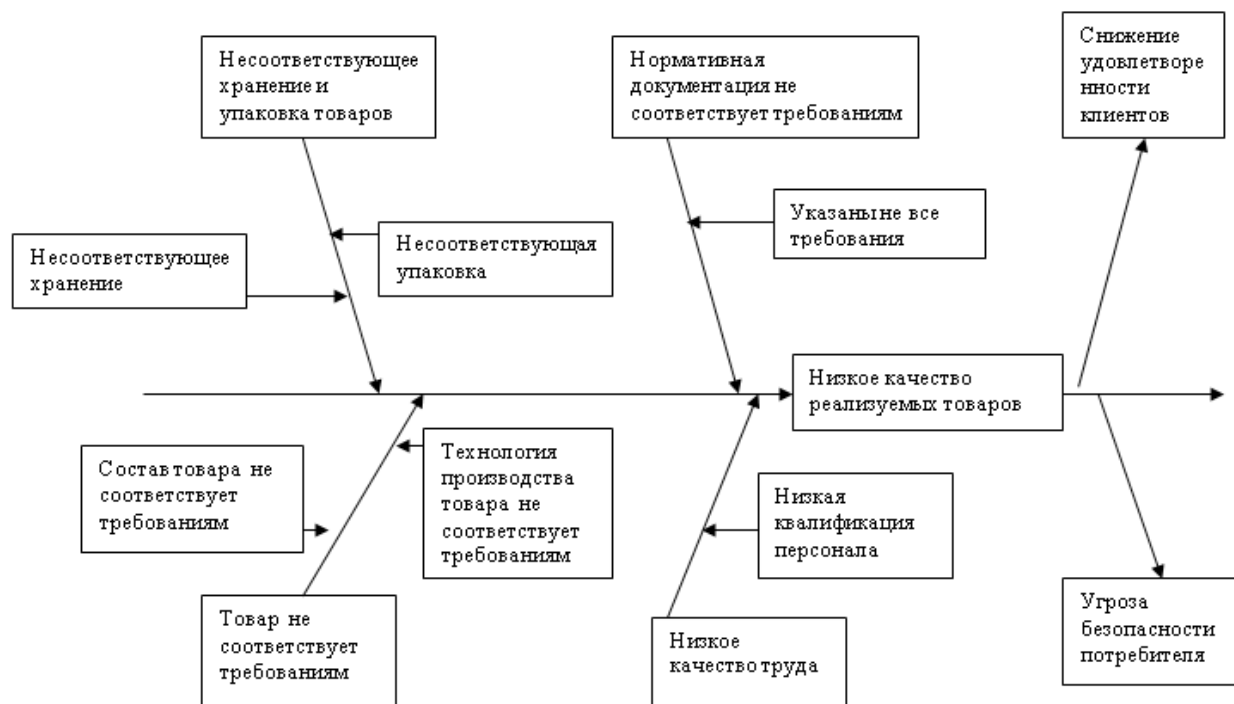 Несоответствующее
хранение и
упаковка товаров
Нормативная
документация не
соответствует требованиям
Снижение
удовлетворе
нности
клиентов
Несоответствующее
хранение
Несоответствующая
упаковка
Указаны не все
требования
Низкое качество
реализуемых товаров
Состав товара не
соответствует
требованиям
Технология
производства
товара не
соответствует
требованиям
Низкая
квалификация
персонала
Товар не
соответствует
требованиям
Низкое
качество труда
Угроза
безопасности
потребителя